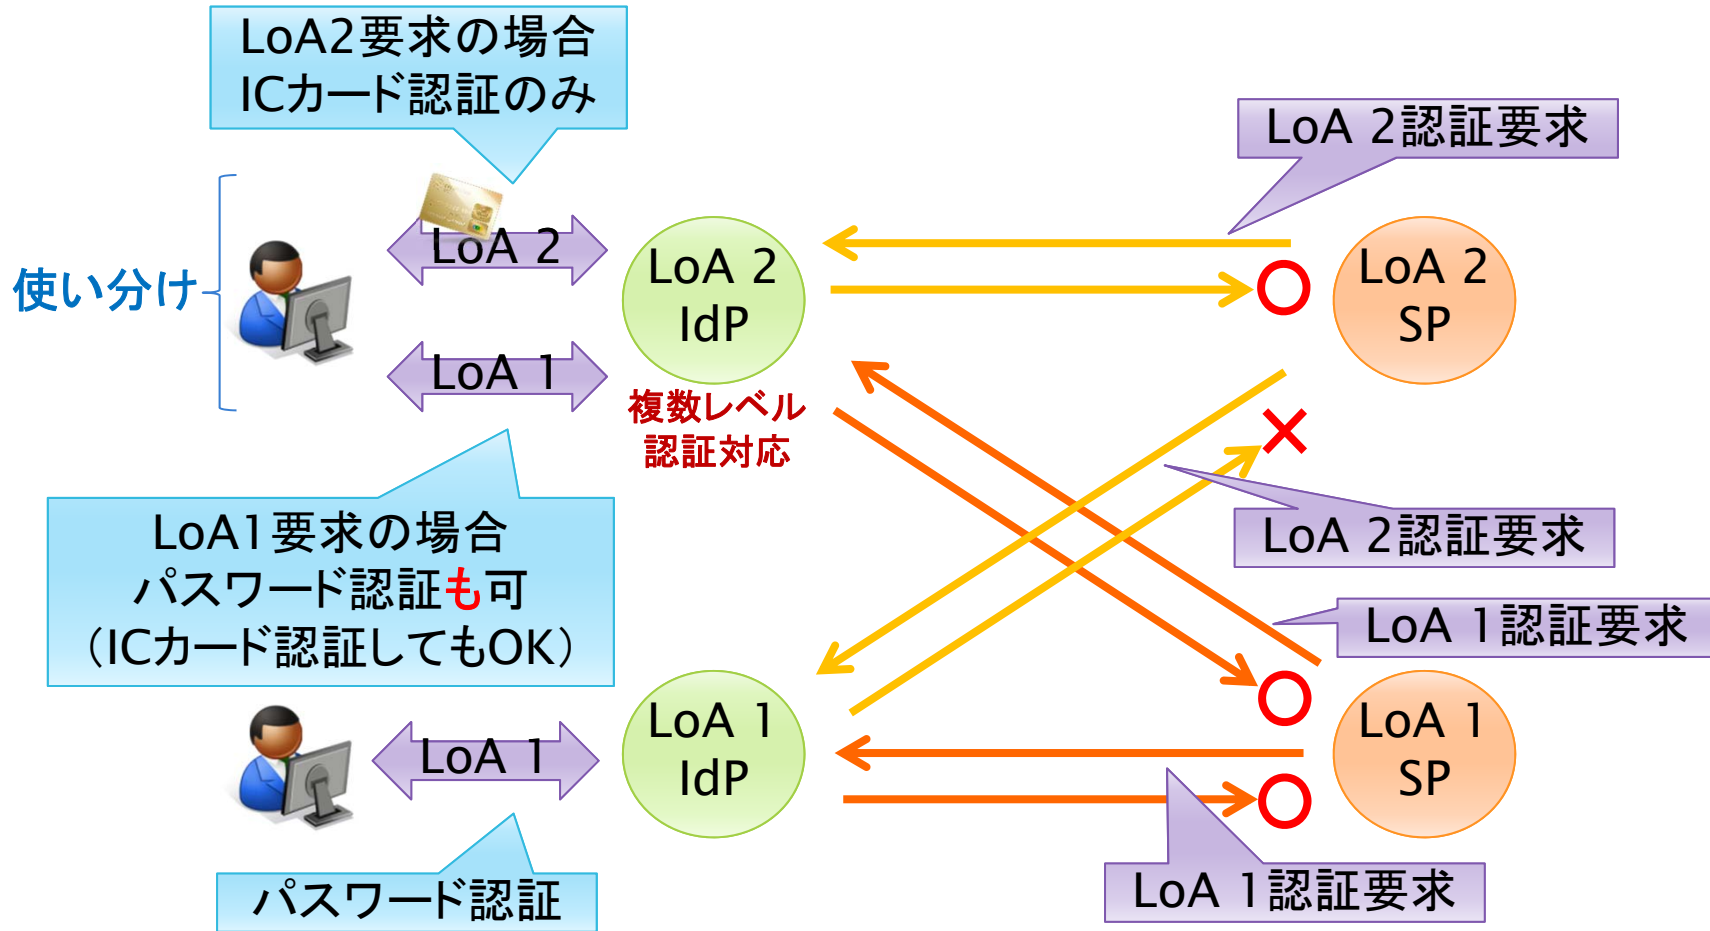 LoA2要求の場合
ICカード認証のみ
LoA 2認証要求
使い分け
LoA 2
LoA 2
IdP
LoA 2
SP
LoA 1
複数レベル
認証対応
LoA1要求の場合
パスワード認証も可
（ICカード認証してもOK）
LoA 2認証要求
LoA 1認証要求
LoA 1
LoA 1
IdP
LoA 1
SP
パスワード認証
LoA 1認証要求